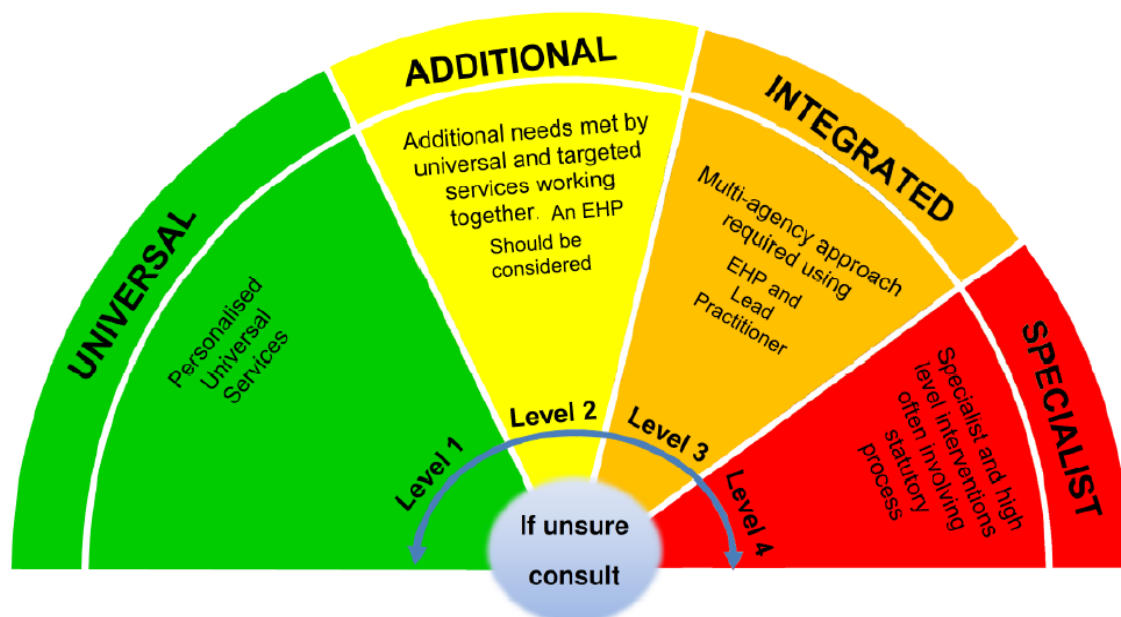 UNIVERSAL
Personalised
Universal
Services
Level 1
ADDITIONAL
Additional needs met by
universal and targeted
services working
together. An EHP
Should be
considered
Level 2
INTEGRATED
Multi-agency approach
required using
EHP and
Lead
Practitioner
Level 3
SPECIALIST
Specialist and high
level interventions
often involving
statutory
process
Level 4
If unsure
consult